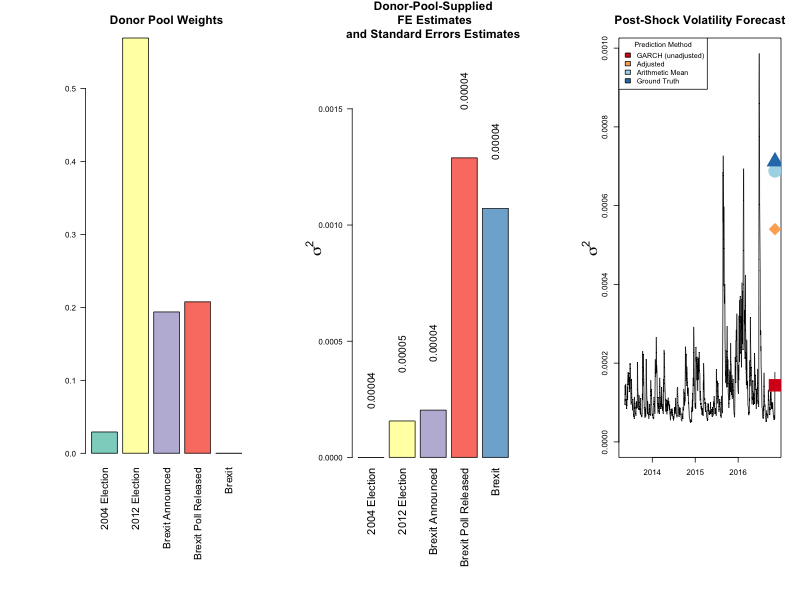 Donor Pool Weights
0.0
0.1
0.2
0.3
0.4
0.5
2004 Election
2012 Election
Brexit Announced
Brexit Poll Released
Brexit
Donor-Pool-Supplied
FE Estimates
and Standard Errors Estimates
σ²
0.0000
0.0005
0.0010
0.0015
0.00004
0.00005
0.00004
0.00004
0.00004
2004 Election
2012 Election
Brexit Announced
Brexit Poll Released
Brexit
Post-Shock Volatility Forecast
σ²
0.0000
0.0002
0.0004
0.0006
0.0008
0.0010
Prediction Method
GARCH (unadjusted)
Adjusted
Arithmetic Mean
Ground Truth
2014
2015
2016